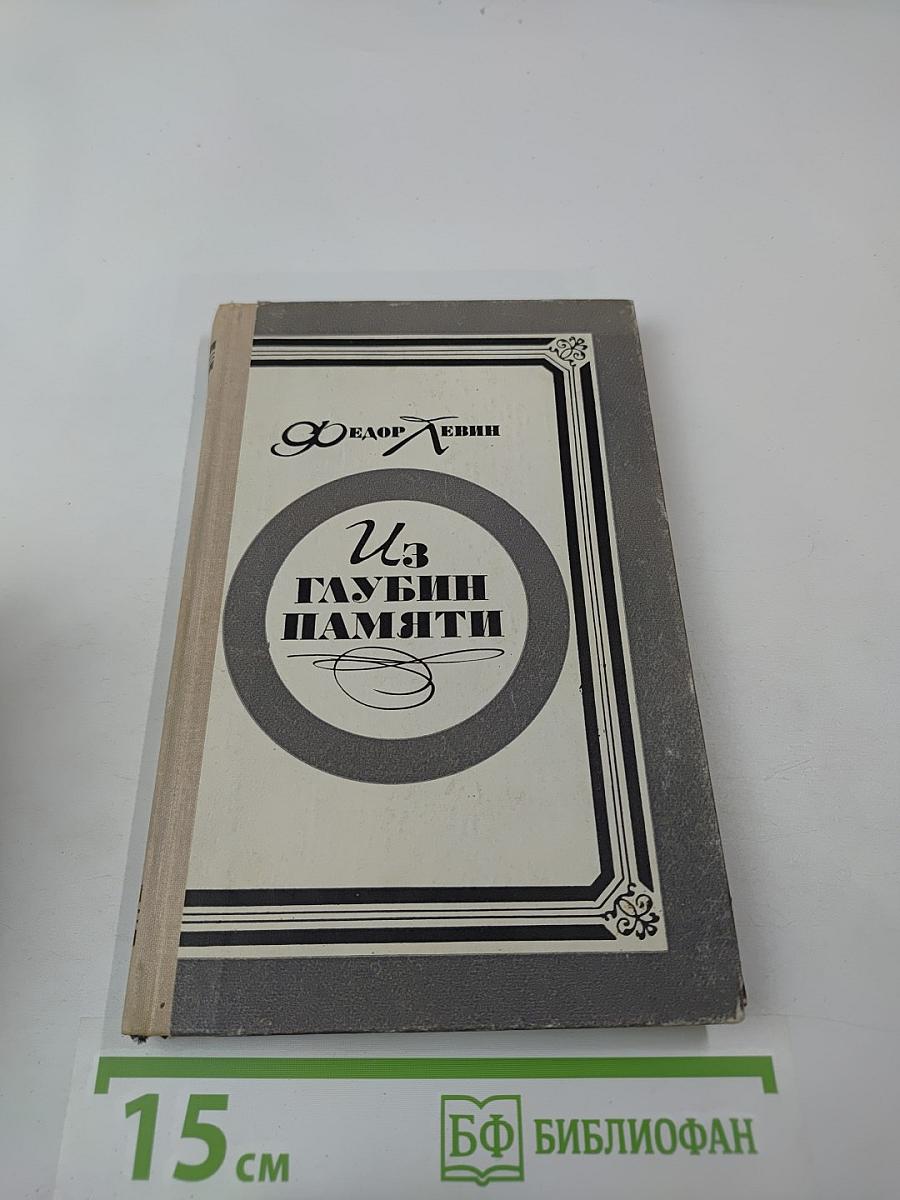 Федор Левин
Из
ГЛУБИН
ПАМЯТИ
15 см
БФ БИБЛИОФАН